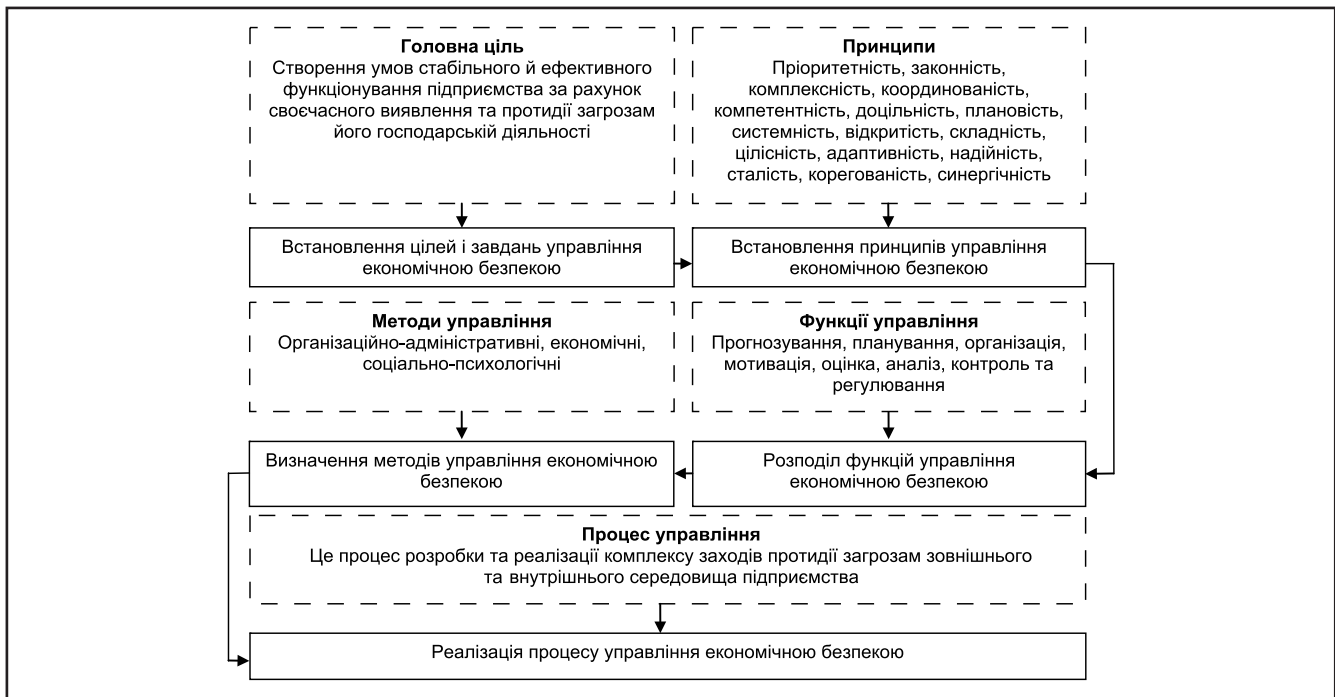 Головна ціль
Створення умов стабільного й ефективного
функціонування підприємства за рахунок
своєчасного виявлення та протидії загрозам
його господарській діяльності
Принципи
Пріоритетність, законність,
комплексність, координованість,
компетентність, доцільність, плановість,
системність, відкритість, складність,
цілісність, адаптивність, надійність,
сталість, корегованість, синергічність
Встановлення цілей і завдань управління
економічною безпекою
Встановлення принципів управління
економічною безпекою
Методи управління
Організаційно-адміністративні, економічні,
соціально-психологічні
Функції управління
Прогнозування, планування, організація,
мотивація, оцінка, аналіз, контроль та
регулювання
Визначення методів управління економічною
безпекою
Розподіл функцій управління
економічною безпекою
Процес управління
Це процес розробки та реалізації комплексу заходів протидії загрозам зовнішнього
та внутрішнього середовища підприємства
Реалізація процесу управління економічною безпекою